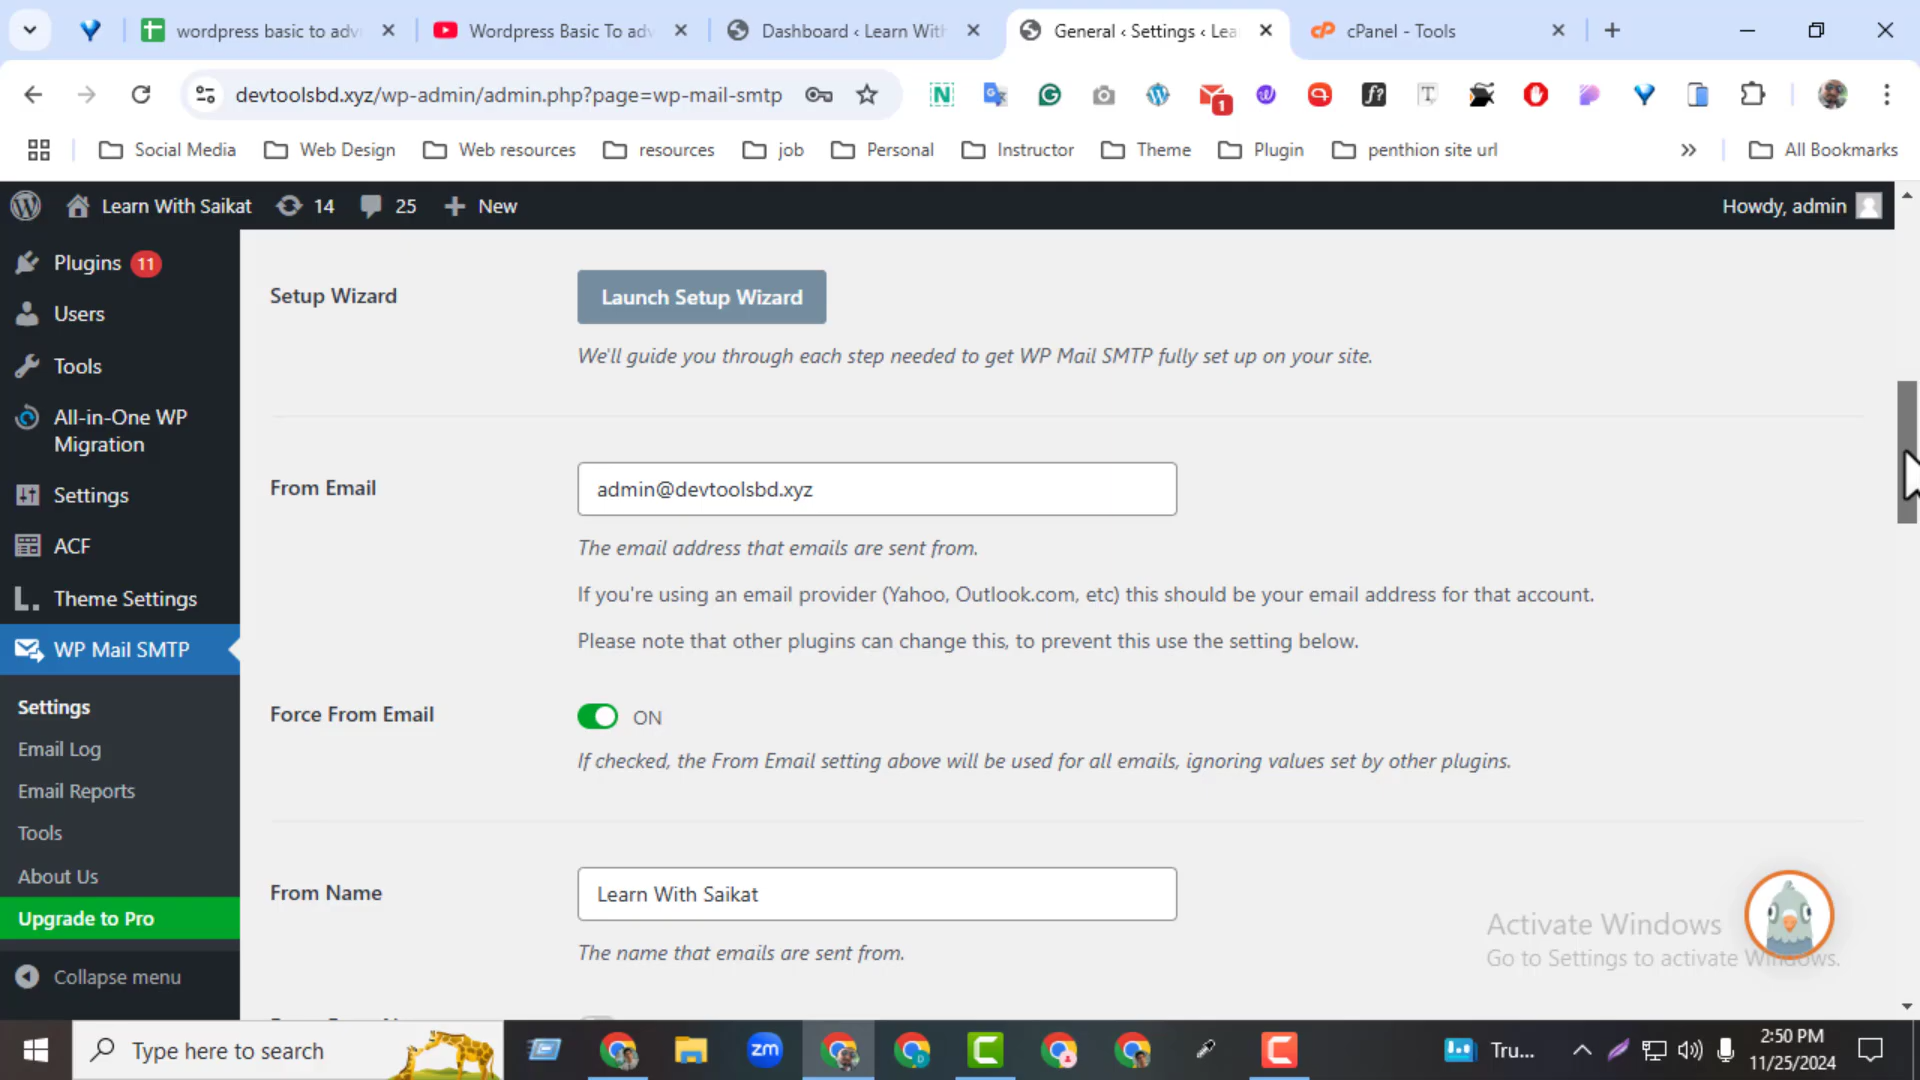 wordpress basic to adv
Wordpress Basic To adv
Dashboard ‹ Learn With
General ‹ Settings ‹ Lea
cPanel - Tools
devtoolsbd.xyz/wp-admin/admin.php?page=wp-mail-smtp
1
Social Media
Web Design
Web resources
resources
job
Personal
Instructor
Theme
Plugin
penthion site url
All Bookmarks
Learn With Saikat
14
25
New
Howdy, admin
Plugins 11
Users
Tools
All-in-One WP
Migration
Settings
ACF
Theme Settings
WP Mail SMTP
Settings
Email Log
Email Reports
Tools
About Us
Upgrade to Pro
Collapse menu
Setup Wizard
Launch Setup Wizard
We'll guide you through each step needed to get WP Mail SMTP fully set up on your site.
From Email
admin@devtoolsbd.xyz
The email address that emails are sent from.
If you're using an email provider (Yahoo, Outlook.com, etc) this should be your email address for that account.
Please note that other plugins can change this, to prevent this use the setting below.
Force From Email
ON
If checked, the From Email setting above will be used for all emails, ignoring values set by other plugins.
From Name
Learn With Saikat
The name that emails are sent from.
Activate Windows
Go to Settings to activate Windows.
Type here to search
zm
Tru...
2:50 PM
11/25/2024